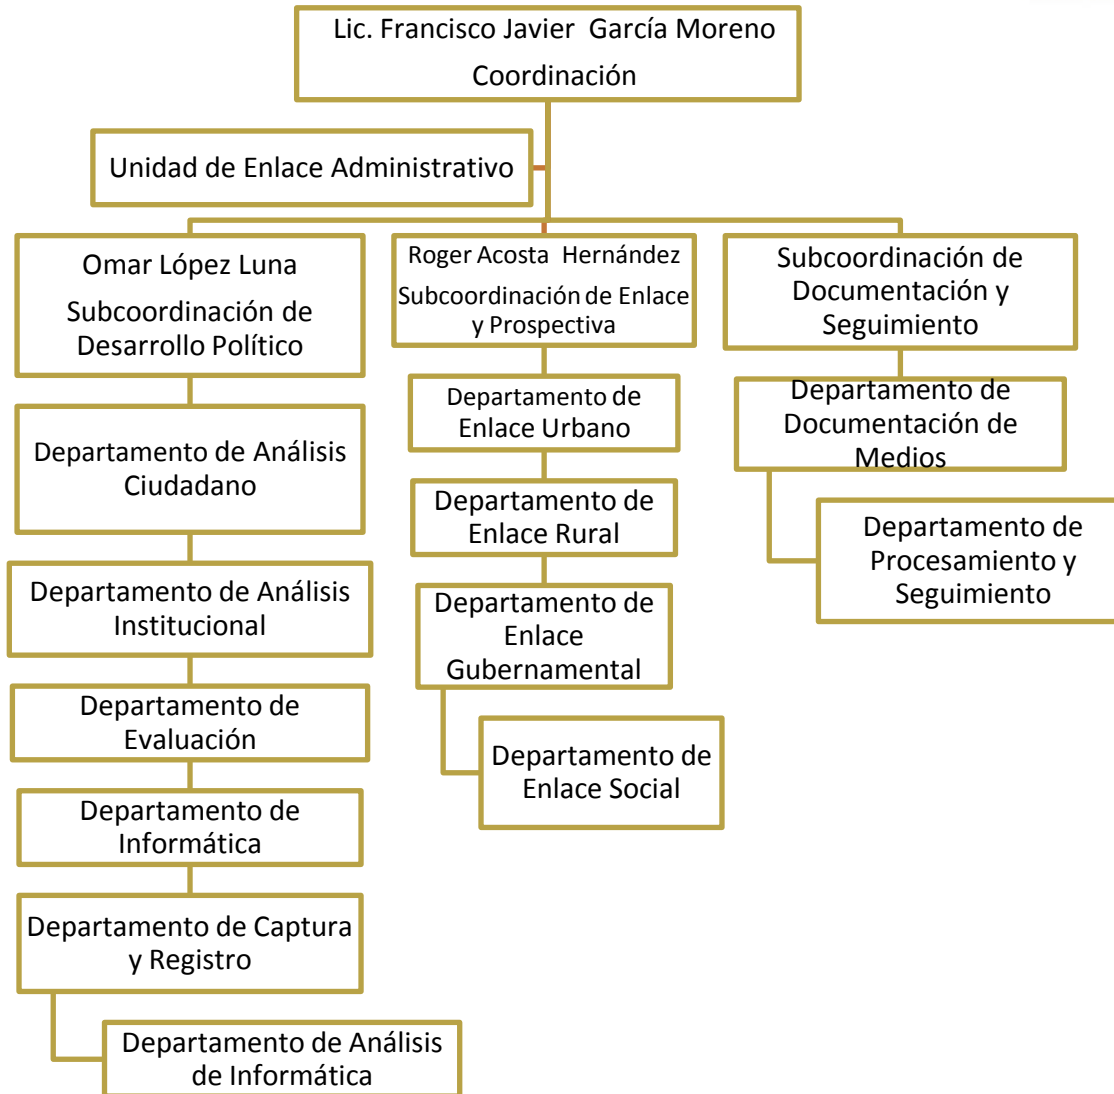 Lic. Francisco Javier  García Moreno
Coordinación
Unidad de Enlace Administrativo
Omar López Luna
Subcoordinación de
Desarrollo Político
Departamento de Análisis
Ciudadano
Departamento de Análisis
Institucional
Departamento de
Evaluación
Departamento de
Informática
Departamento de Captura
y Registro
Departamento de Análisis
de Informática
Roger Acosta  Hernández
Subcoordinación de Enlace
y Prospectiva
Departamento de
Enlace Urbano
Departamento de
Enlace Rural
Departamento de
Enlace
Gubernamental
Departamento de
Enlace Social
Subcoordinación de
Documentación y
Seguimiento
Departamento de
Documentación de
Medios
Departamento de
Procesamiento y
Seguimiento